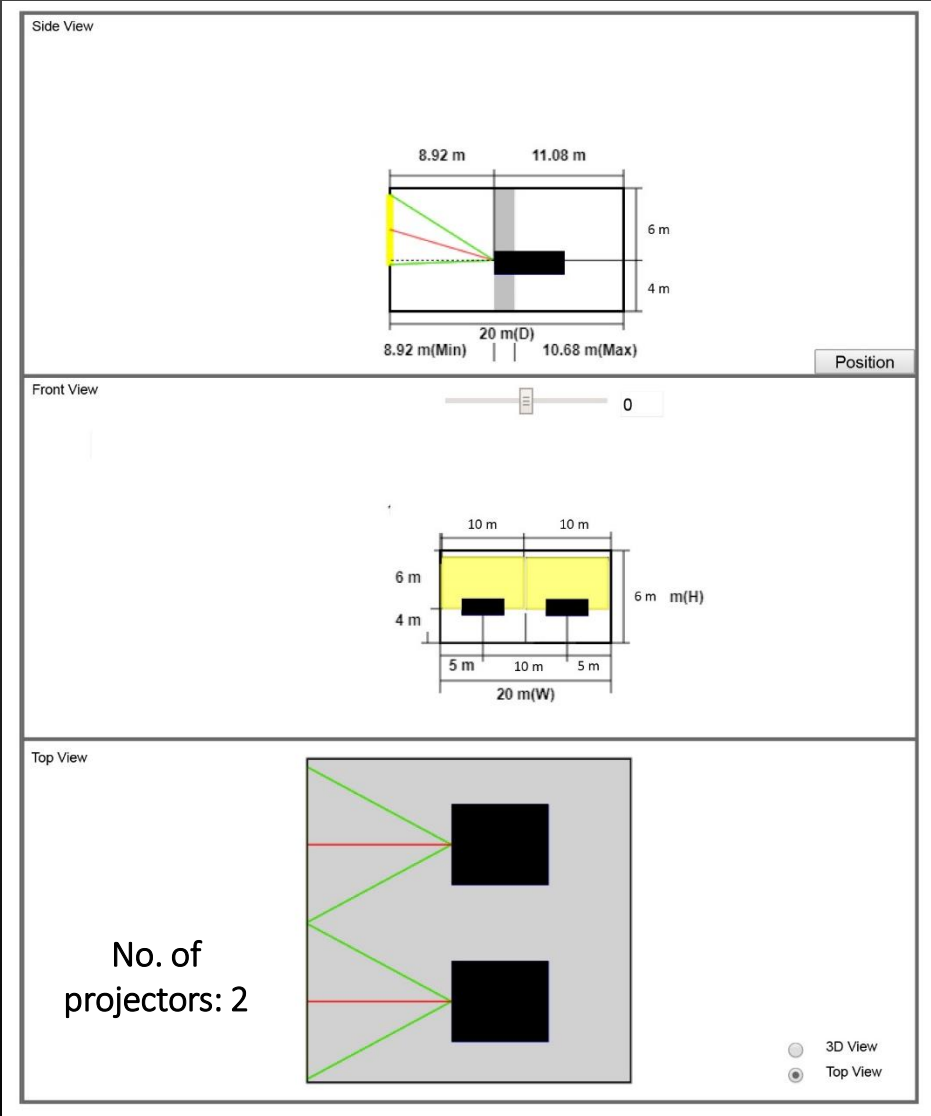 Side View
8.92 m 11.08 m
6 m
4 m
20 m(D)
8.92 m(Min) 10.68 m(Max)
Position
Front View
0
10 m 10 m
6 m
6 m m(H)
4 m
5 m 10 m 5 m
20 m(W)
Top View
No. of
projectors: 2
3D View
Top View